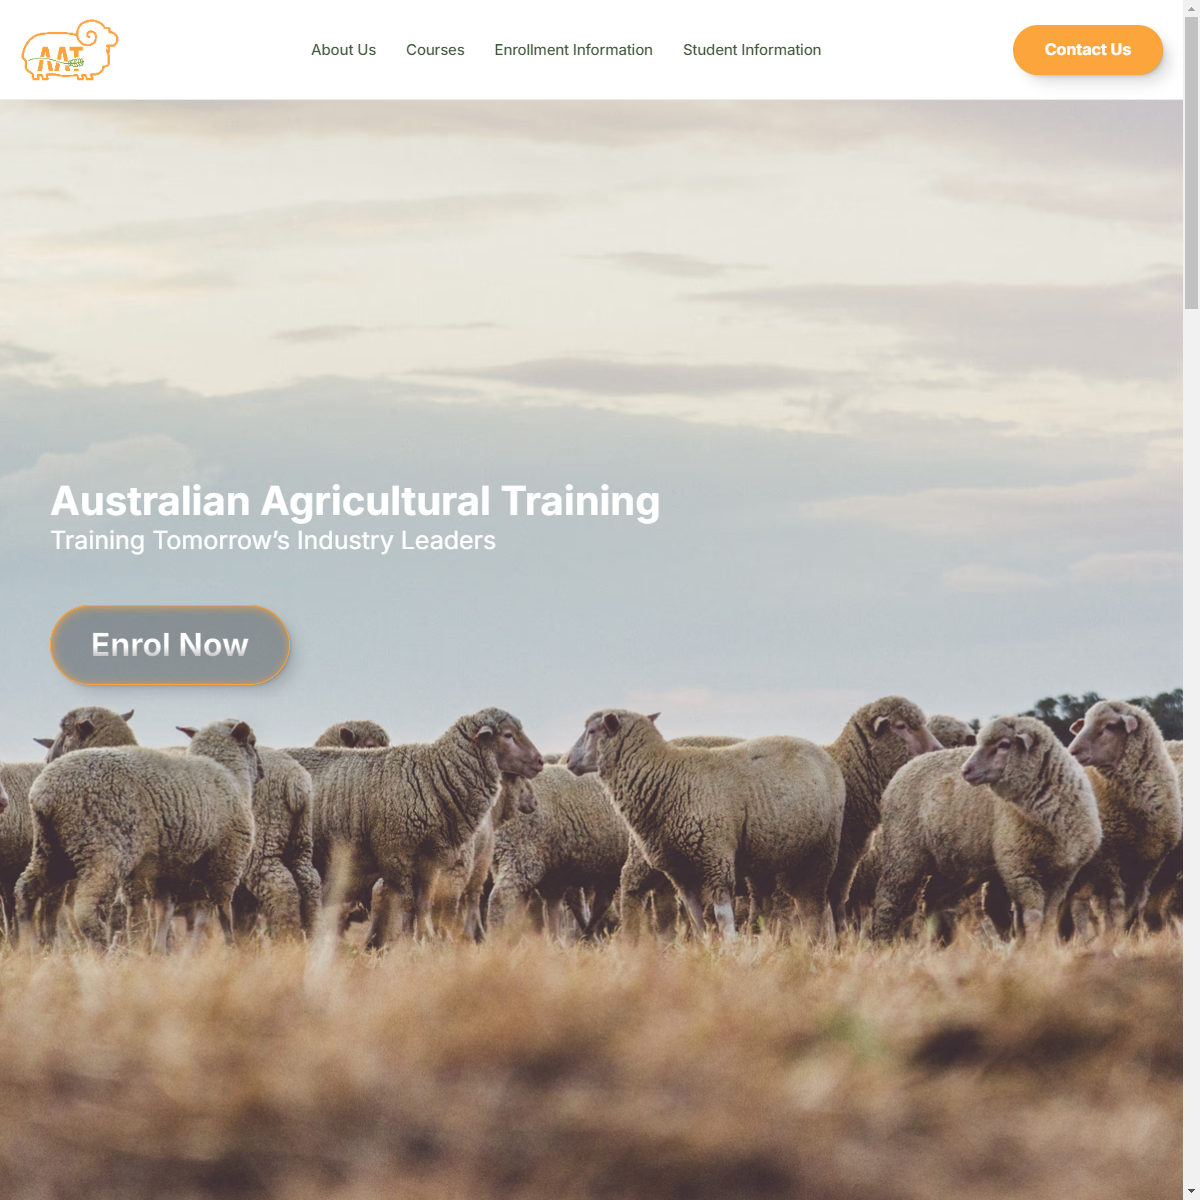 AAT
About Us
Courses
Enrollment Information
Student Information
Contact Us
Australian Agricultural Training
Training Tomorrow’s Industry Leaders
Enrol Now